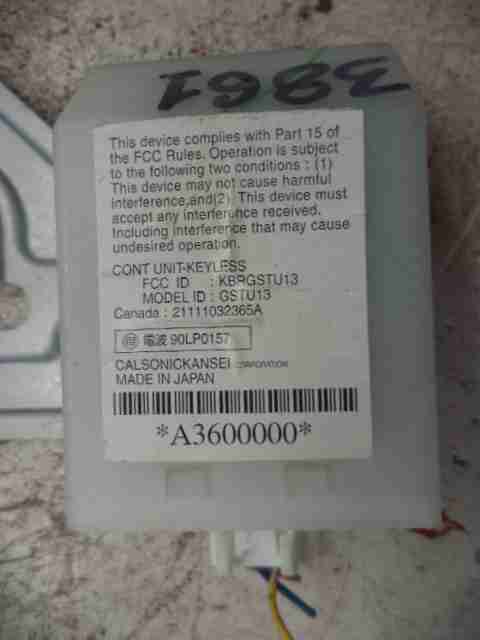 3861
This device complies with Part 15 of
the FCC Rules. Operation is subject
to the following two conditions : (1)
This device may not cause harmful
interference,and(2) This device must
accept any interference received.
Including interference that may cause
undesired operation.
CONT UNIT-KEYLESS
FCC ID : KBRGSTU13
MODEL ID : GSTU13
Canada : 21111032365A
電波 90LP0157
CALSONICKANSEI CORPORATION
MADE IN JAPAN
*A3600000*